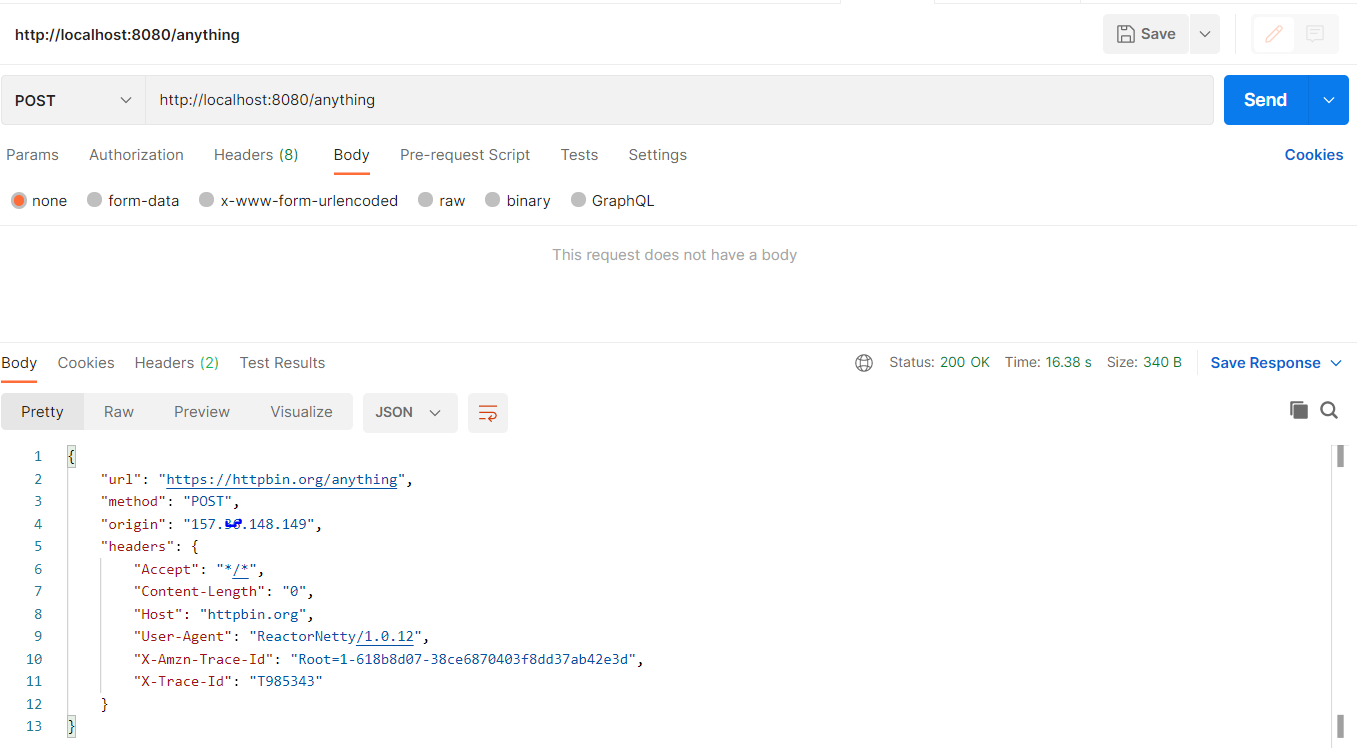 http://localhost:8080/anything Save
POST http://localhost:8080/anything Send
Params Authorization Headers (8) Body Pre-request Script Tests Settings Cookies
none form-data x-www-form-urlencoded raw binary GraphQL
This request does not have a body
Body Cookies Headers (2) Test Results Status: 200 OK Time: 16.38 s Size: 340 B Save Response
Pretty Raw Preview Visualize JSON
1 {
2 "url": "https://httpbin.org/anything",
3 "method": "POST",
4 "origin": "157. .148.149",
5 "headers": {
6 "Accept": "*/*",
7 "Content-Length": "0",
8 "Host": "httpbin.org",
9 "User-Agent": "ReactorNetty/1.0.12",
10 "X-Amzn-Trace-Id": "Root=1-618b8d07-38ce6870403f8dd37ab42e3d",
11 "X-Trace-Id": "T985343"
12 }
13 }